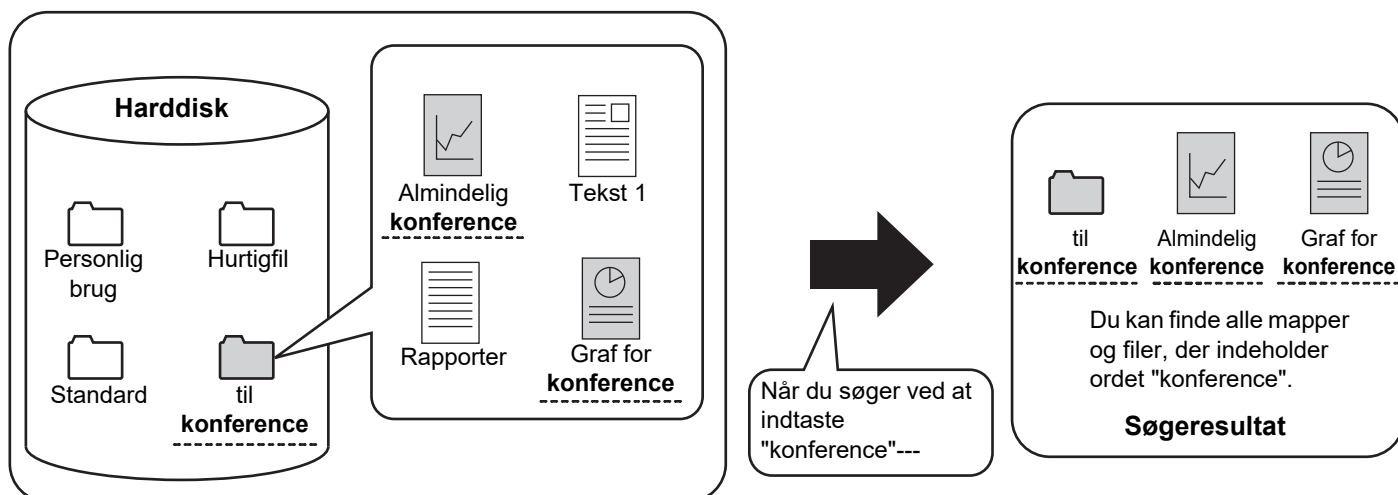 Harddisk
Personlig
brug
Hurtigfil
Standard
til
konference
Almindelig
konference
Tekst 1
Rapporter
Graf for
konference
Når du søger ved at
indtaste
"konference"---
til
konference
Almindelig
konference
Graf for
konference
Du kan finde alle mapper
og filer, der indeholder
ordet "konference".
Søgeresultat